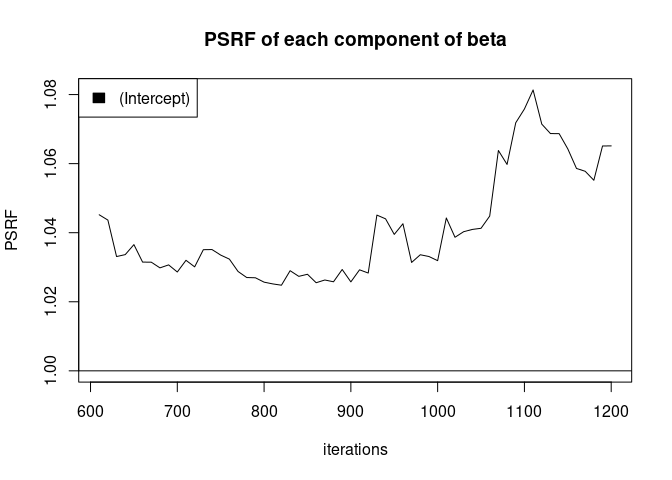 PSRF of each component of beta
(Intercept)
PSRF
1.08
1.06
1.04
1.02
1.00
600 700 800 900 1000 1100 1200
iterations